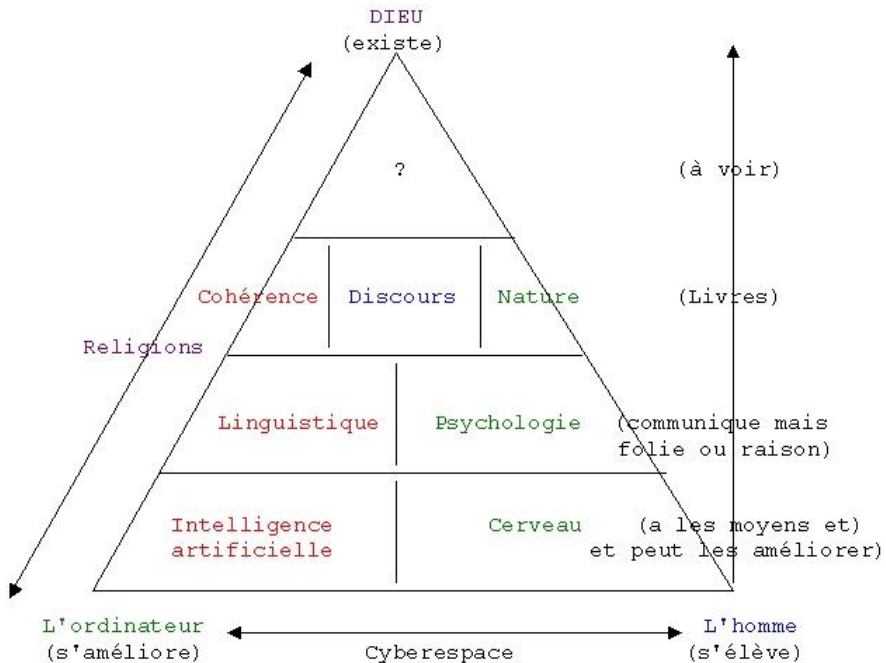 DIEU
(existe)
?
(à voir)
Cohérence
Discours
Nature
(Livres)
Religions
Linguistique
Psychologie
(communique mais
folie ou raison)
Intelligence
artificielle
Cerveau
(a les moyens et)
et peut les améliorer)
L'ordinateur
(s'améliore)
Cyberespace
L'homme
(s'élève)